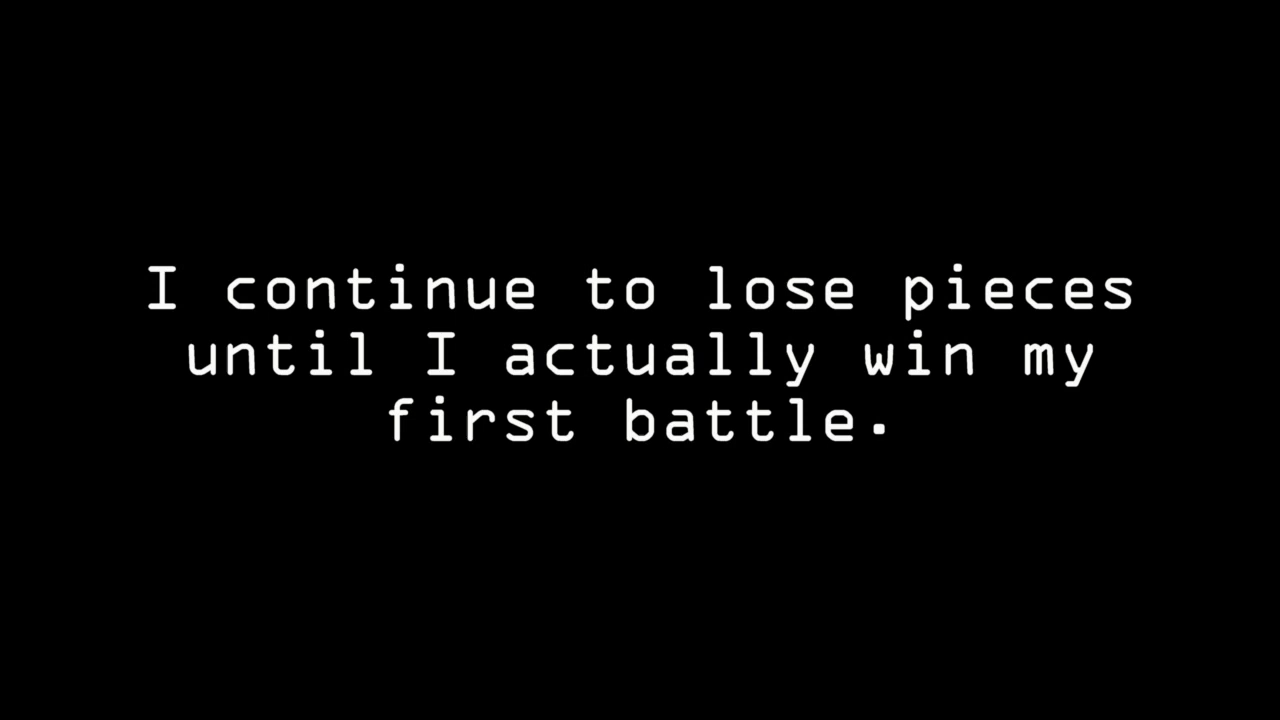 I continue to lose pieces
until I actually win my
first battle.